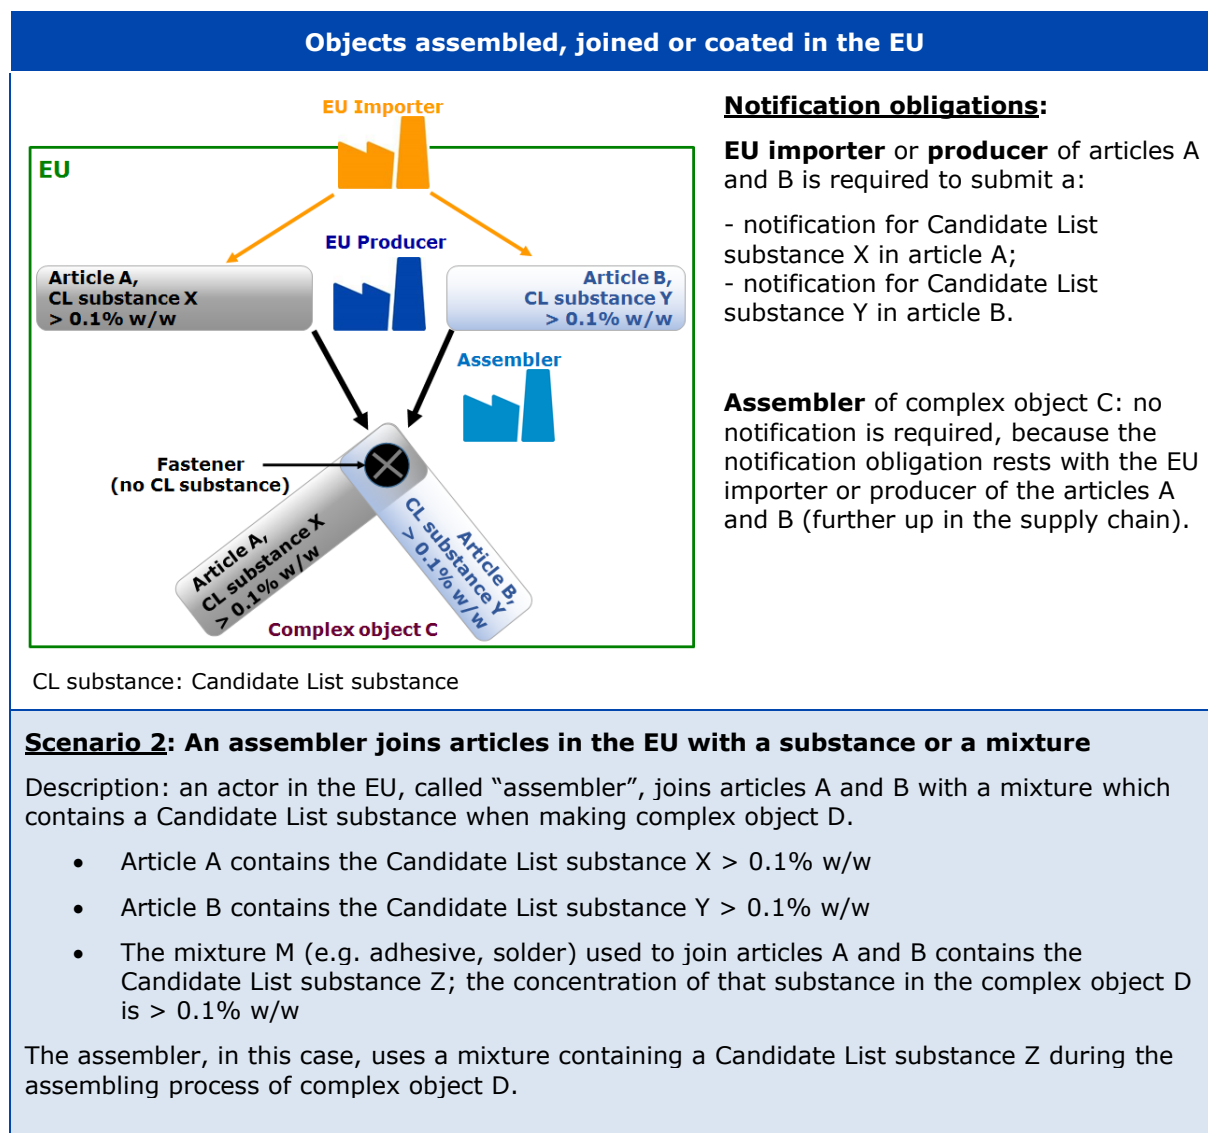 Objects assembled, joined or coated in the EU
EU Importer
EU
EU Producer
Article A,
CL substance X
> 0.1% w/w
Article B,
CL substance Y
> 0.1% w/w
Assembler
Fastener
(no CL substance)
Article A,
CL substance X
> 0.1% w/w
Article B,
CL substance Y
> 0.1% w/w
Complex object C
CL substance: Candidate List substance
Notification obligations:
EU importer or producer of articles A
and B is required to submit a:
- notification for Candidate List
substance X in article A;
- notification for Candidate List
substance Y in article B.
Assembler of complex object C: no
notification is required, because the
notification obligation rests with the EU
importer or producer of the articles A
and B (further up in the supply chain).
Scenario 2: An assembler joins articles in the EU with a substance or a mixture
Description: an actor in the EU, called “assembler”, joins articles A and B with a mixture which
contains a Candidate List substance when making complex object D.
• Article A contains the Candidate List substance X > 0.1% w/w
• Article B contains the Candidate List substance Y > 0.1% w/w
• The mixture M (e.g. adhesive, solder) used to join articles A and B contains the
Candidate List substance Z; the concentration of that substance in the complex object D
is > 0.1% w/w
The assembler, in this case, uses a mixture containing a Candidate List substance Z during the
assembling process of complex object D.